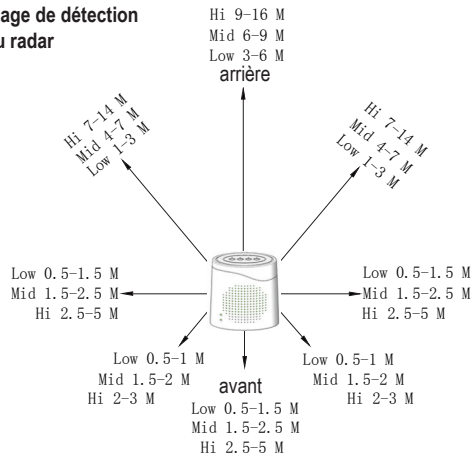 age de détection
u radar
Hi 9-16 M
Mid 6-9 M
Low 3-6 M
arrière
Hi 7-14 M
Mid 4-7 M
Low 1-3 M
Hi 7-14 M
Mid 4-7 M
Low 1-3 M
Low 0.5-1.5 M
Mid 1.5-2.5 M
Hi 2.5-5 M
Low 0.5-1.5 M
Mid 1.5-2.5 M
Hi 2.5-5 M
Low 0.5-1 M
Mid 1.5-2 M
Hi 2-3 M
avant
Low 0.5-1.5 M
Mid 1.5-2.5 M
Hi 2.5-5 M
Low 0.5-1 M
Mid 1.5-2 M
Hi 2-3 M